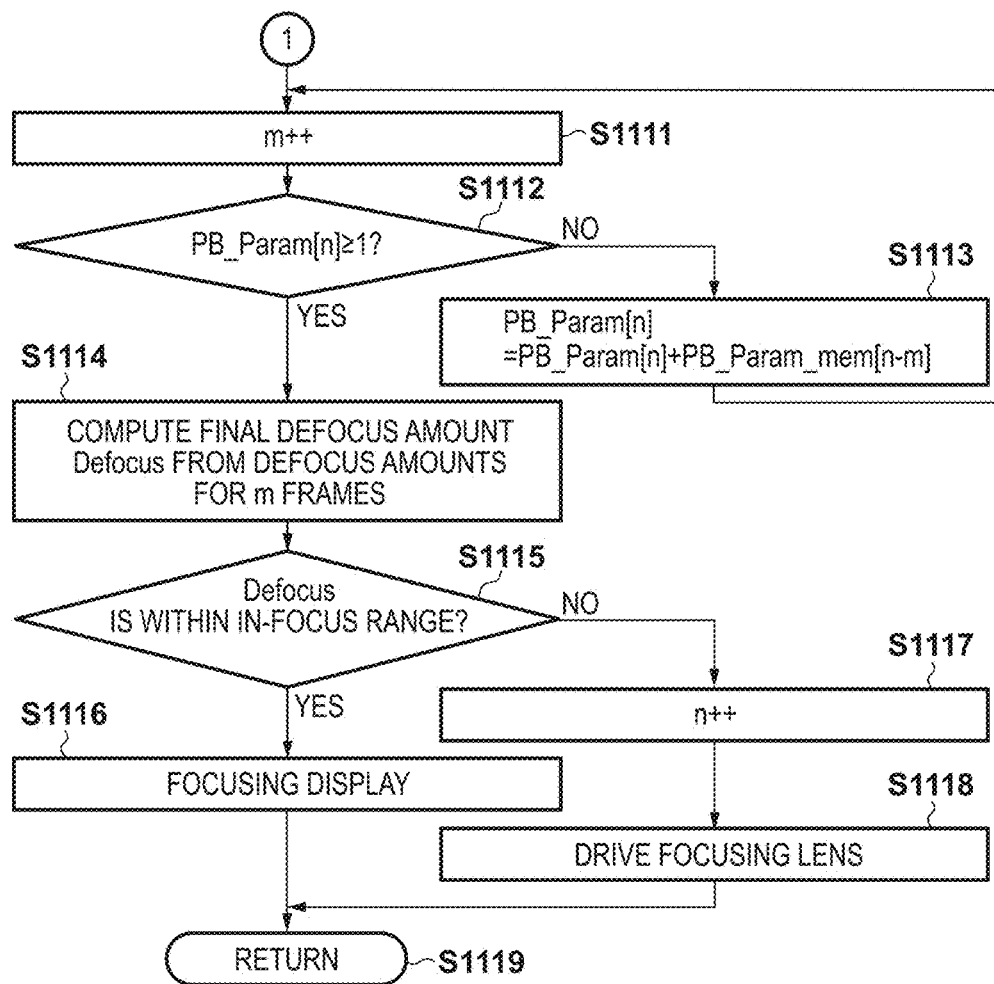 1
m++
S1111
S1112
PB_Param[n]≥1?
NO
YES
S1113
PB_Param[n]
=PB_Param[n]+PB_Param_mem[n-m]
S1114
COMPUTE FINAL DEFOCUS AMOUNT
Defocus FROM DEFOCUS AMOUNTS
FOR m FRAMES
S1115
Defocus
IS WITHIN IN-FOCUS RANGE?
NO
YES
S1117
n++
S1116
FOCUSING DISPLAY
S1118
DRIVE FOCUSING LENS
RETURN
S1119